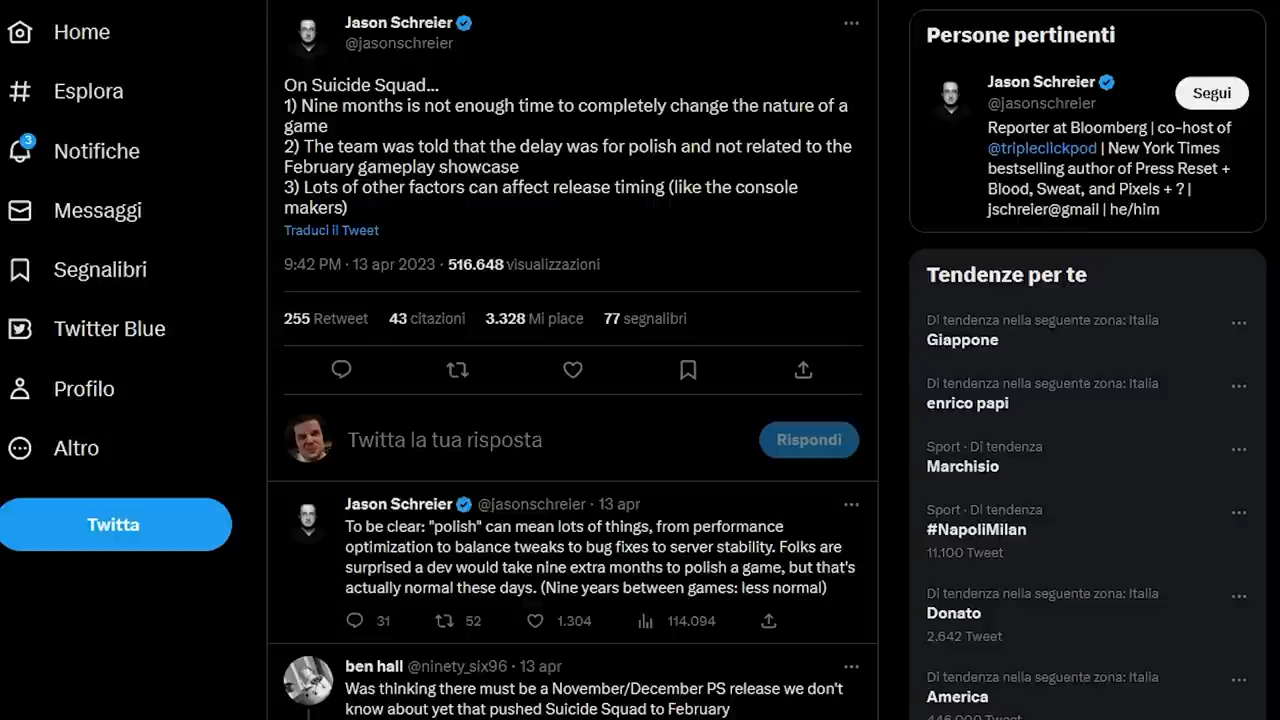 Home
Esplora
3
Notifiche
Messaggi
Segnalibri
Twitter Blue
Profilo
Altro
Twitta
Jason Schreier
@jasonschreier
On Suicide Squad...
1) Nine months is not enough time to completely change the nature of a
game
2) The team was told that the delay was for polish and not related to the
February gameplay showcase
3) Lots of other factors can affect release timing (like the console
makers)
Traduci il Tweet
9:42 PM · 13 apr 2023 · 516.648 visualizzazioni
255 Retweet 43 citazioni 3.328 Mi piace 77 segnalibri
Twitta la tua risposta
Rispondi
Jason Schreier @jasonschreier · 13 apr
To be clear: "polish" can mean lots of things, from performance
optimization to balance tweaks to bug fixes to server stability. Folks are
surprised a dev would take nine extra months to polish a game, but that's
actually normal these days. (Nine years between games: less normal)
31 52 1.304 114.094
ben hall @ninety_six96 · 13 apr
Was thinking there must be a November/December PS release we don't
know about yet that pushed Suicide Squad to February
Persone pertinenti
Jason Schreier
@jasonschreier
Segui
Reporter at Bloomberg | co-host of
@tripleclickpod | New York Times
bestselling author of Press Reset +
Blood, Sweat, and Pixels + ? |
jschreier@gmail | he/him
Tendenze per te
Di tendenza nella seguente zona: Italia
Giappone
Di tendenza nella seguente zona: Italia
enrico papi
Sport · Di tendenza
Marchisio
Sport · Di tendenza
#NapoliMilan
11.100 Tweet
Di tendenza nella seguente zona: Italia
Donato
2.642 Tweet
Di tendenza nella seguente zona: Italia
America
446.000 Tweet